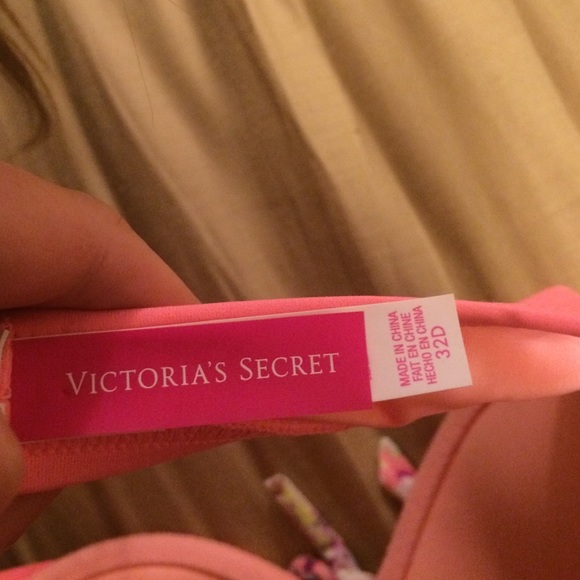 VICTORIA'S SECRET
MADE IN CHINA
FAIT EN CHINE
HECHO EN CHINA
32D